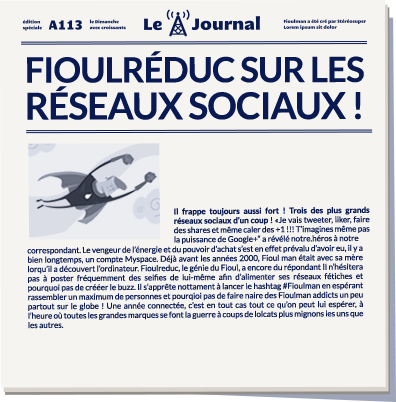 édition
spéciale
A113
le Dimanche
avec croissants
Le Journal
Fioulman a été créé par Stéréosuper
Lorem ipsum sit dolor
FIOULRÉDUC SUR LES
RÉSEAUX SOCIAUX !
Il frappe toujours aussi fort ! Trois des plus grands
réseaux sociaux d'un coup ! «Je vais tweeter, liker, faire
des shares et même caler des +1 !!! T'imagines même pas
la puissance de Google+" a révélé notre.héros à notre
correspondant. Le vengeur de l'énergie et du pouvoir d'achat s'est en effet prévalu d'avoir eu, il y a
bien longtemps, un compte Myspace. Déjà avant les années 2000, Fioul man était avec sa mère
lorqu'il a découvert l'ordinateur. Fioulreduc, le génie du Fioul, a encore du répondant Il n'hésitera
pas à poster fréquemment des selfies de lui-même afin d'alimenter ses réseaux fétiches et
pourquoi pas de créeer le buzz. Il s'apprête nottament à lancer le hashtag #Fioulman en espérant
rassembler un maximum de personnes et pourqioi pas de faire naire des Fioulman addicts un peu
partout sur le globe ! Une année connectée, c'est en tout cas tout ce qu'on peut lui espérer, à
l'heure où toutes les grandes marques se font la guerre à coups de lolcats plus mignons ies uns que
les autres.